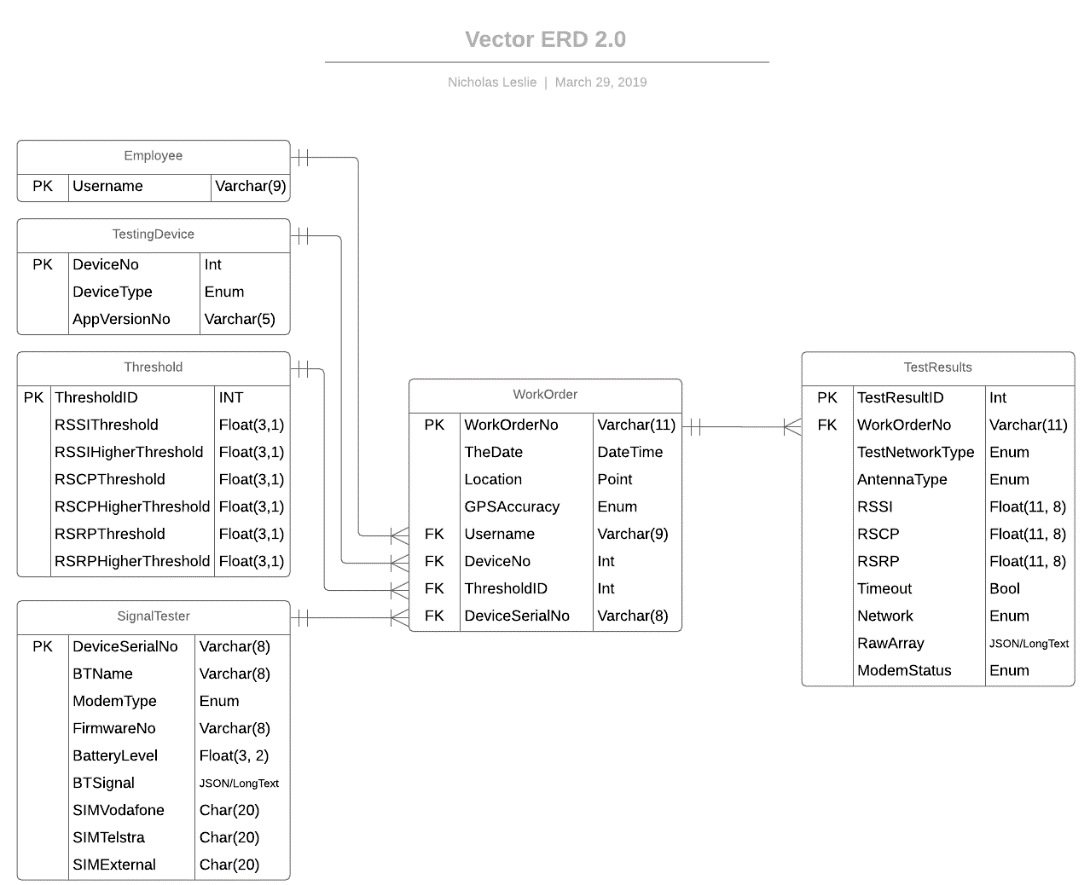 Vector ERD 2.0
Nicholas Leslie | March 29, 2019
Employee
PK Username Varchar(9)
TestingDevice
PK DeviceNo Int
DeviceType Enum
AppVersionNo Varchar(5)
Threshold
PK ThresholdID INT
RSSIThreshold Float(3,1)
RSSIHigherThreshold Float(3,1)
RSCPThreshold Float(3,1)
RSCPHigherThreshold Float(3,1)
RSRPThreshold Float(3,1)
RSRPHigherThreshold Float(3,1)
SignalTester
PK DeviceSerialNo Varchar(8)
BTName Varchar(8)
ModemType Enum
FirmwareNo Varchar(8)
BatteryLevel Float(3, 2)
BTSignal JSON/LongText
SIMVodafone Char(20)
SIMTelstra Char(20)
SIMExternal Char(20)
WorkOrder
PK WorkOrderNo Varchar(11)
TheDate DateTime
Location Point
GPSAccuracy Enum
FK Username Varchar(9)
FK DeviceNo Int
FK ThresholdID Int
FK DeviceSerialNo Varchar(8)
TestResults
PK TestResultID Int
FK WorkOrderNo Varchar(11)
TestNetworkType Enum
AntennaType Enum
RSSI Float(11, 8)
RSCP Float(11, 8)
RSRP Float(11, 8)
Timeout Bool
Network Enum
RawArray JSON/LongText
ModemStatus Enum